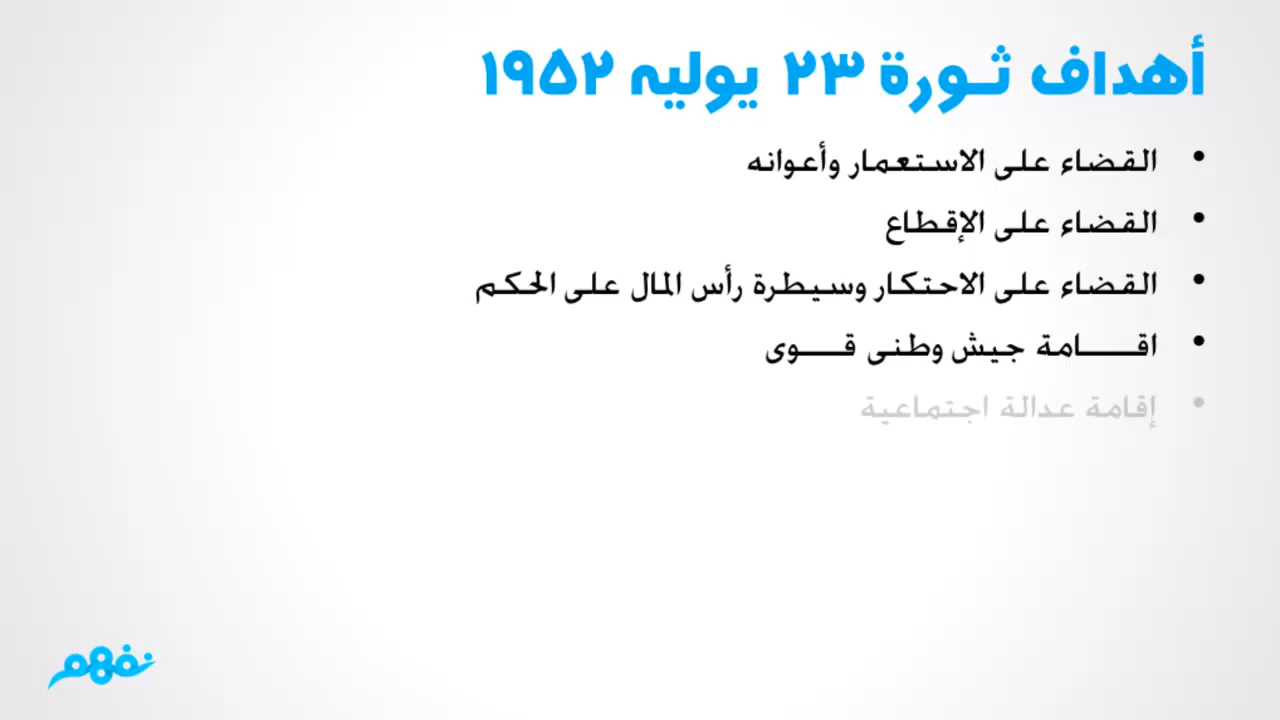 أهداف ثورة ٢٣ يوليه ١٩٥٢
• القضاء على الاستعمار وأعوانه
• القضاء على الإقطاع
• القضاء على الاحتكار وسيطرة رأس المال على الحكم
• اقامة جيش وطنى قوى
• إقامة عدالة اجتماعية
نفهم